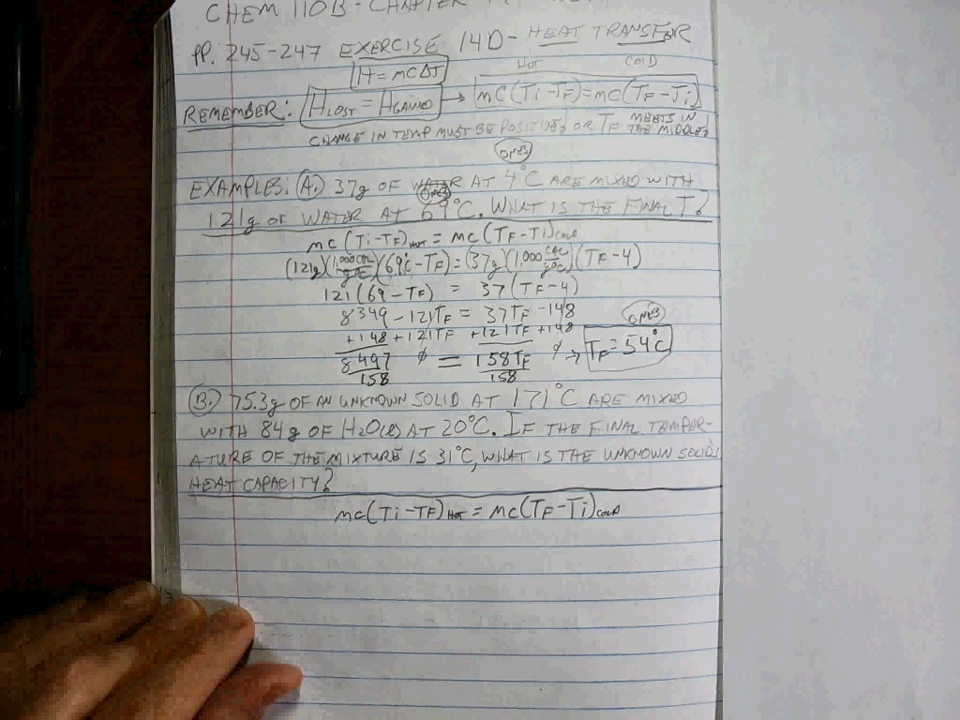 CHEM 110B - CHAPTER
PP. 245-247 EXERCISE 14D - HEAT TRANSFER
H = mCΔT
HOT COLD
REMEMBER: HLOST = HGAINED → mC(Ti-TF)=mC(TF-Ti)
CHANGE IN TEMP MUST BE POSITIVE! OR TF MEETS IN THE MIDDLE!
ONES
EXAMPLES: (A.) 37g OF WATER AT 4°C ARE MIXED WITH
ONES
121g OF WATER AT 69°C. WHAT IS THE FINAL T?
mc(Ti-TF)HOT = mc(TF-Ti)COLD
(121g)(1.000 CAL/g°C)(69°C-TF)=(37g)(1.000 CAL/g°C)(TF-4)
121(69-TF) = 37(TF-4)
8349 -121TF = 37TF -148
ONES
+148 +121TF +121TF +148
8497 ∅ = 158TF ∅ → TF = 54°C
158 158
(B.) 75.3g OF AN UNKNOWN SOLID AT 171°C ARE MIXED
WITH 84g OF H2O(l) AT 20°C. IF THE FINAL TEMPER-
ATURE OF THE MIXTURE IS 31°C, WHAT IS THE UNKNOWN SOLID'S
HEAT CAPACITY?
mc(Ti-TF)HOT = mc(TF-Ti)COLD